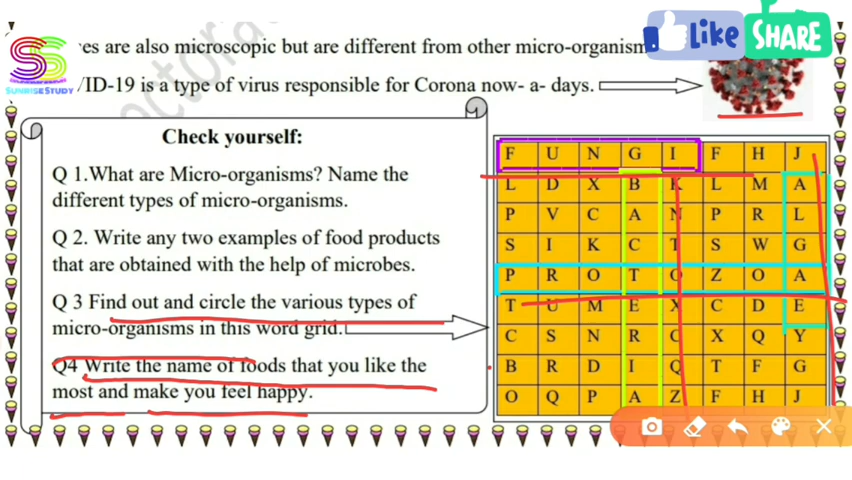 Like SHARE
es are also microscopic but are different from other micro-organism
/ID-19 is a type of virus responsible for Corona now- a- days.
S S
SUNRISE STUDY
Check yourself:
Q 1.What are Micro-organisms? Name the
different types of micro-organisms.
Q 2. Write any two examples of food products
that are obtained with the help of microbes.
Q 3 Find out and circle the various types of
micro-organisms in this word grid.
Q4 Write the name of foods that you like the
most and make you feel happy.
F U N G I F H J
L D X B K L M A
P V C A N P R L
S I K C T S W G
P R O T O Z O A
T U M E X C D E
C S N R C X Q Y
B R D I Q T F G
O Q P A Z F H J